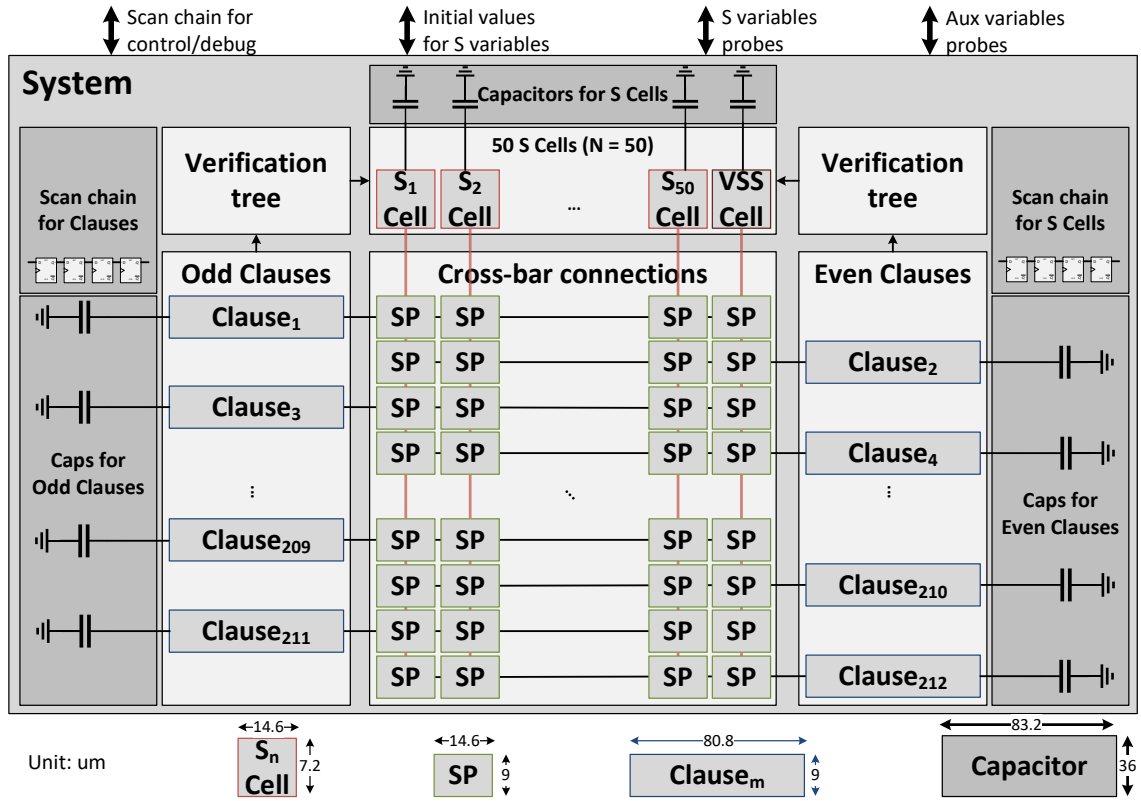 Scan chain for
control/debug
Initial values
for S variables
S variables
probes
Aux variables
probes
System
Capacitors for S Cells
Scan chain
for Clauses
Verification
tree
50 S Cells (N = 50)
S1
Cell
S2
Cell
...
S50
Cell
VSS
Cell
Verification
tree
Scan chain
for S Cells
Odd Clauses
Cross-bar connections
Even Clauses
Clause1
SP SP SP SP
SP SP SP SP
Clause2
Clause3
SP SP SP SP
SP SP SP SP
Clause4
Caps for
Odd Clauses
...
...
...
Caps for
Even Clauses
Clause209
SP SP SP SP
SP SP SP SP
Clause210
Clause211
SP SP SP SP
SP SP SP SP
Clause212
Unit: um
14.6
Sn
Cell
7.2
14.6
SP
9
80.8
Clausem
9
83.2
Capacitor
36